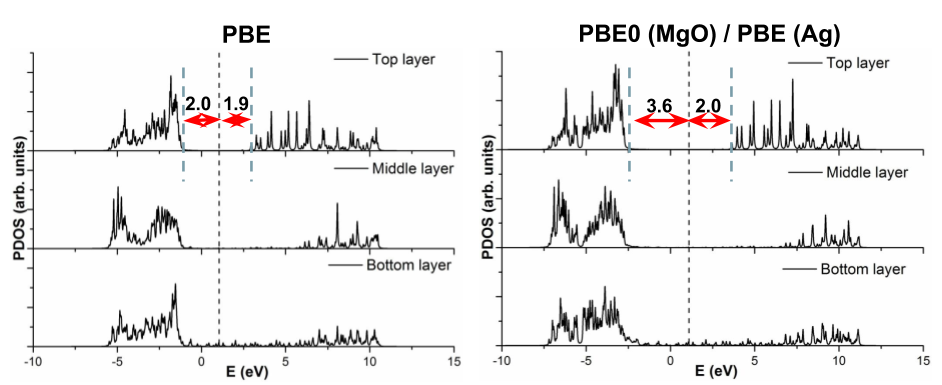 PBE
2.0
1.9
Top layer
Middle layer
Bottom layer
PDOS (arb. units)
-10
-5
0
5
10
15
E (eV)
PBE0 (MgO) / PBE (Ag)
3.6
2.0
Top layer
Middle layer
Bottom layer
PDOS (arb. units)
-10
-5
0
5
10
15
E (eV)